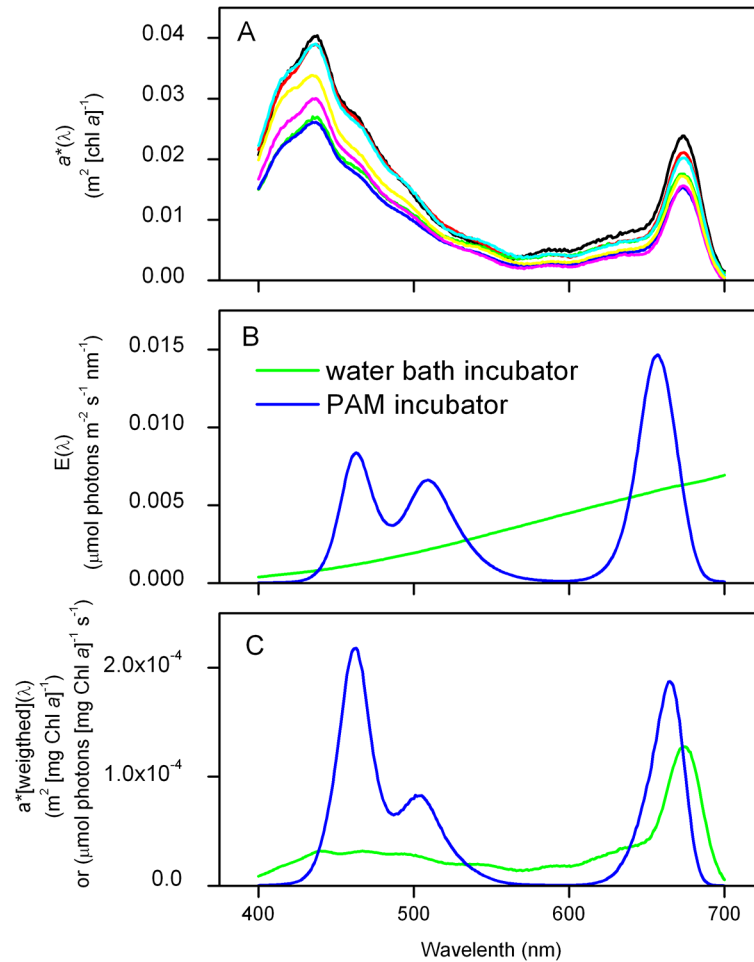 A
0.04
0.03
0.02
0.01
0.00
a*(λ)
(m² [chl a]⁻¹)
B
0.015
0.010
0.005
0.000
E(λ)
(μmol photons m⁻² s⁻¹ nm⁻¹)
water bath incubator
PAM incubator
C
2.0x10⁻⁴
1.0x10⁻⁴
0.0
a*[weigthed](λ)
(m² [mg Chl a]⁻¹)
or (μmol photons [mg Chl a]⁻¹ s⁻¹)
400 500 600 700
Wavelenth (nm)